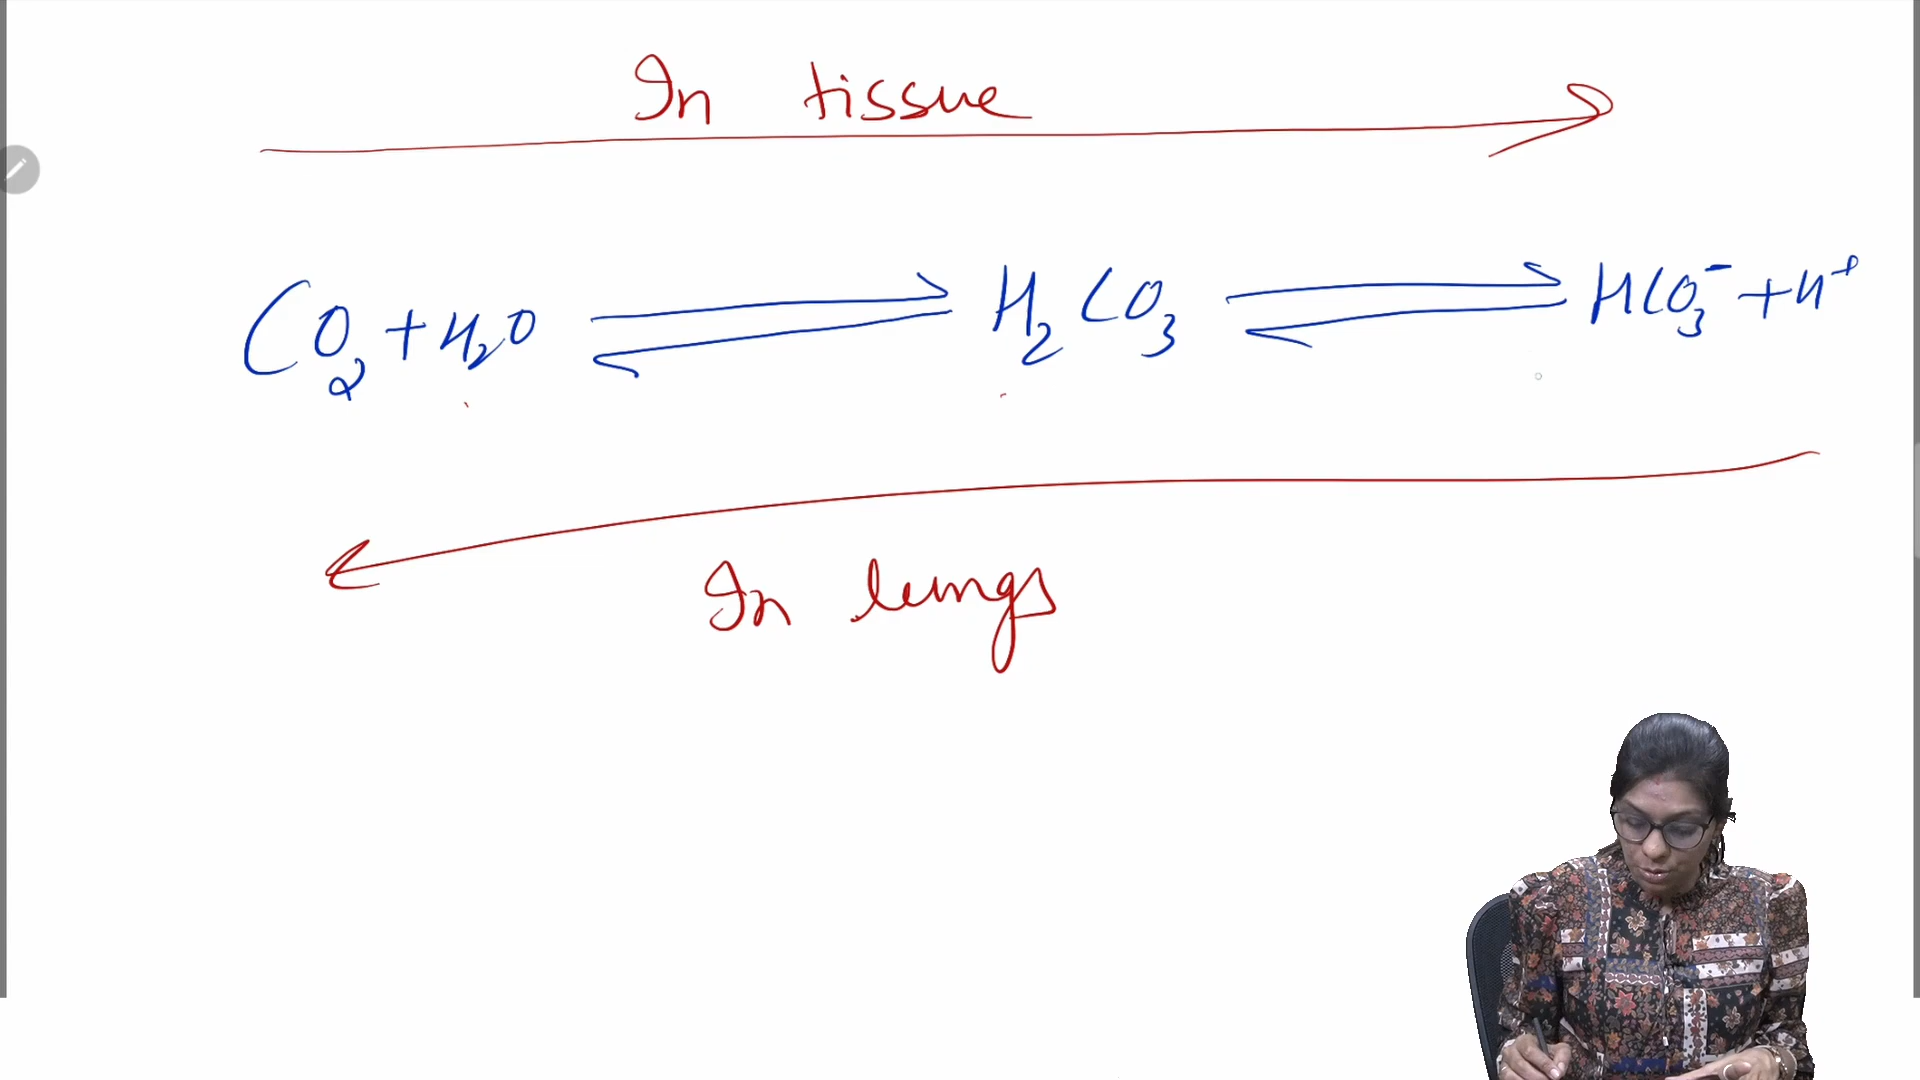 In tissue
CO₂ + H₂O ⇌ H₂CO₃ ⇌ HCO₃⁻ + H⁺
In lungs